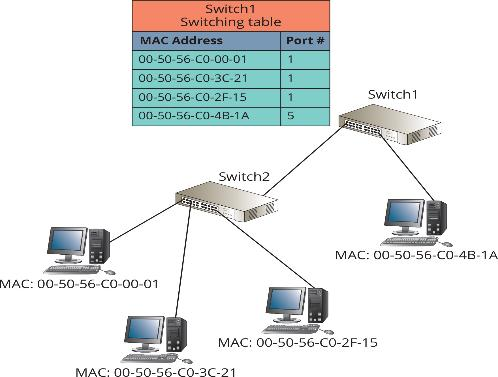 Switch1
Switching table
MAC Address Port #
00-50-56-C0-00-01 1
00-50-56-C0-3C-21 1
00-50-56-C0-2F-15 1
00-50-56-C0-4B-1A 5
Switch1
Switch2
MAC: 00-50-56-C0-4B-1A
MAC: 00-50-56-C0-00-01
MAC: 00-50-56-C0-2F-15
MAC: 00-50-56-C0-3C-21